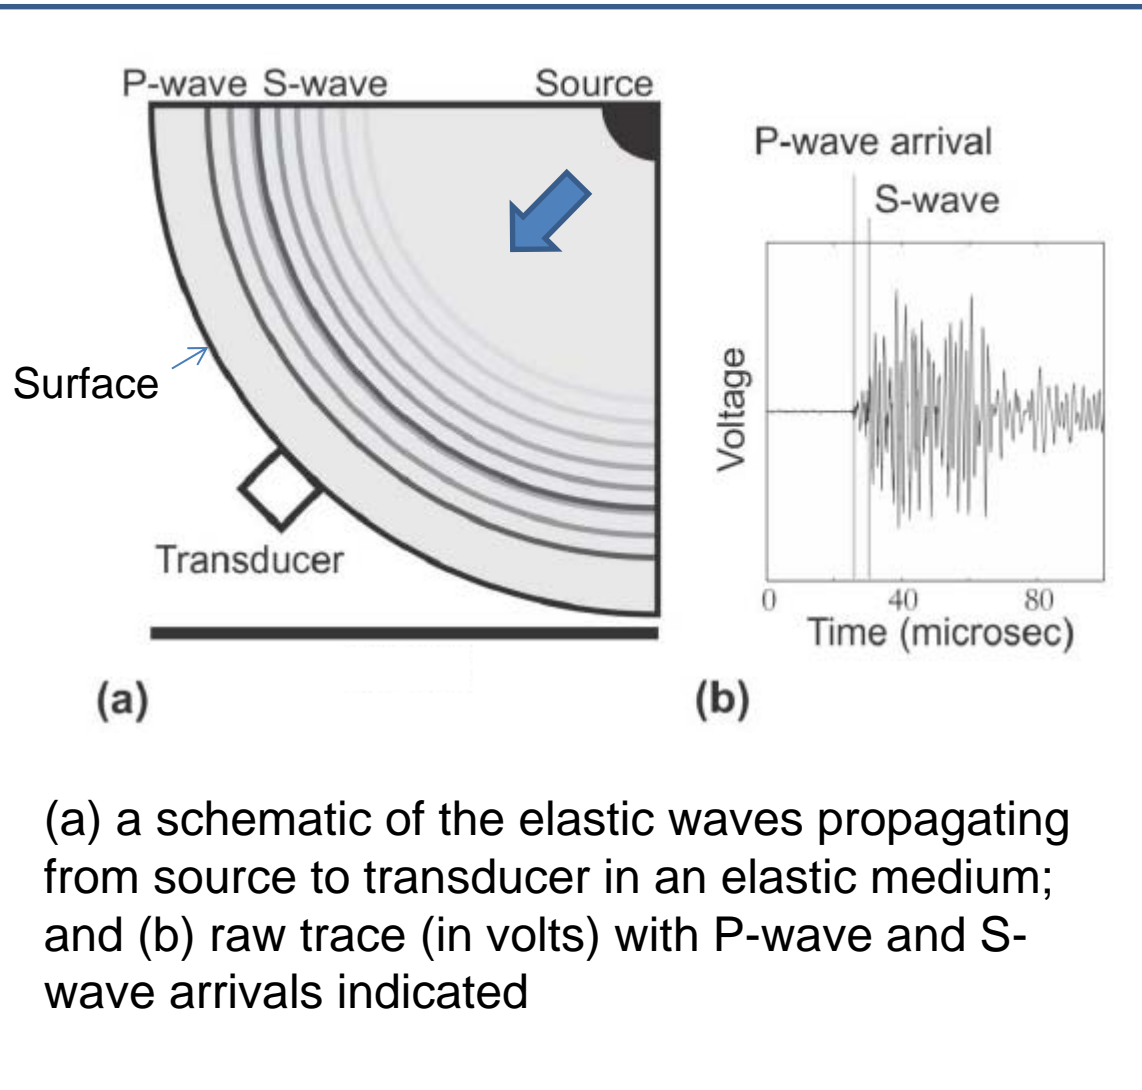 P-wave S-wave Source
Surface
Transducer
(a)
P-wave arrival
S-wave
Voltage
0 40 80
Time (microsec)
(b)
(a) a schematic of the elastic waves propagating
from source to transducer in an elastic medium;
and (b) raw trace (in volts) with P-wave and S-
wave arrivals indicated